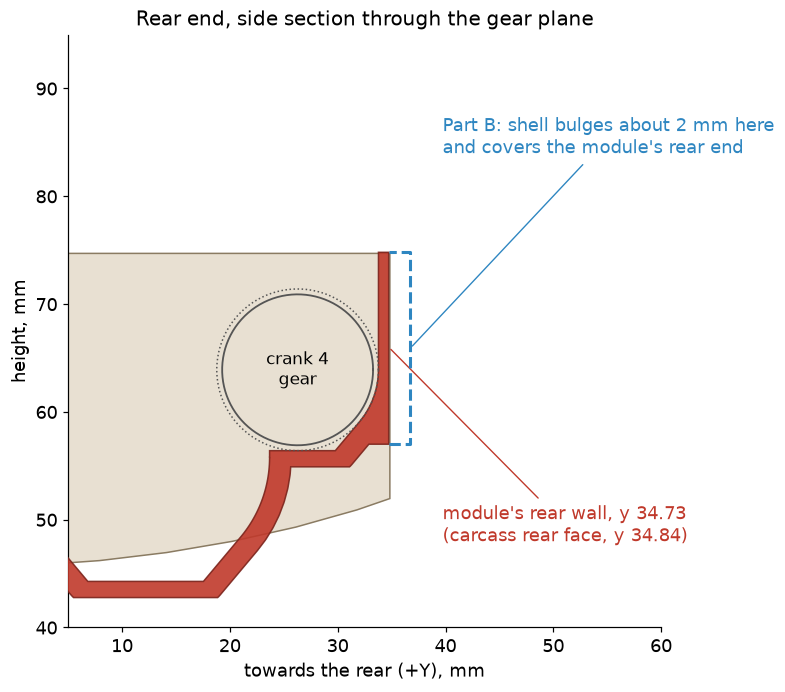 Rear end, side section through the gear plane
90
80
70
60
50
40
height, mm
Part B: shell bulges about 2 mm here
and covers the module's rear end
crank 4
gear
module's rear wall, y 34.73
(carcass rear face, y 34.84)
10
20
30
40
50
60
towards the rear (+Y), mm